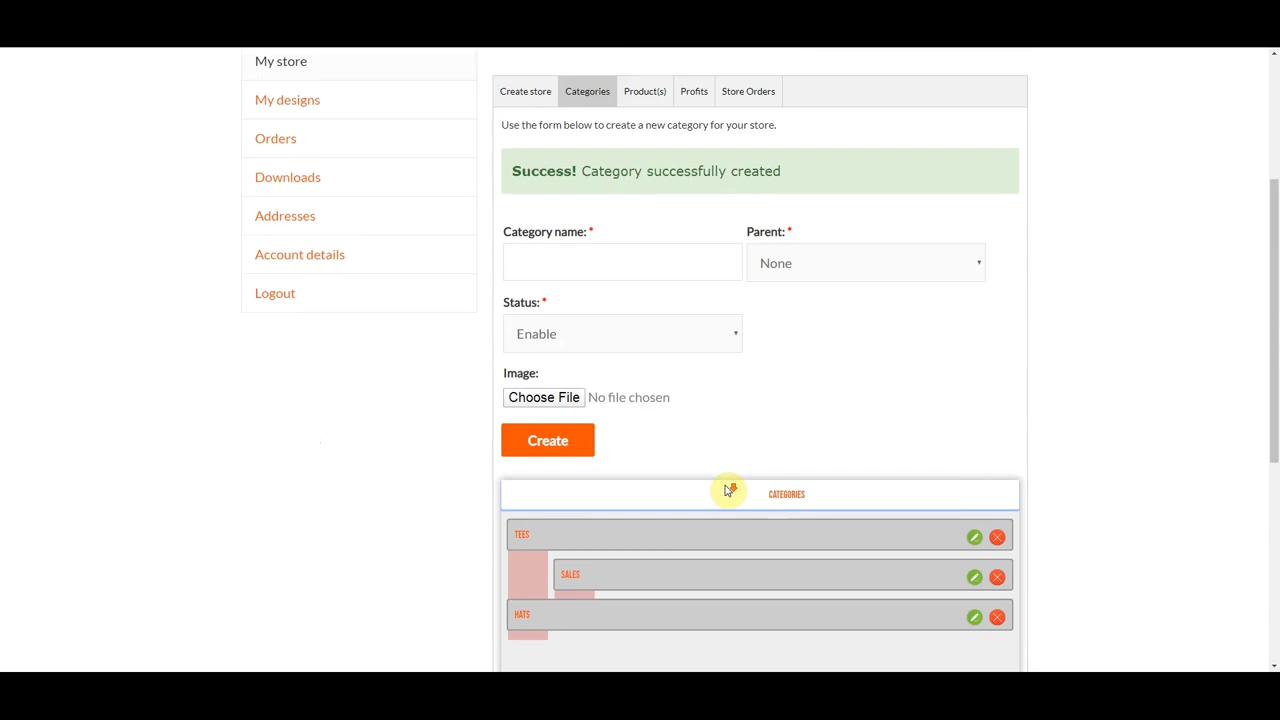 My store
My designs
Orders
Downloads
Addresses
Account details
Logout
Create store Categories Product(s) Profits Store Orders
Use the form below to create a new category for your store.
Success! Category successfully created
Category name: * Parent: *
None
Status: *
Enable
Image:
Choose File No file chosen
Create
CATEGORIES
TEES
SALES
HATS